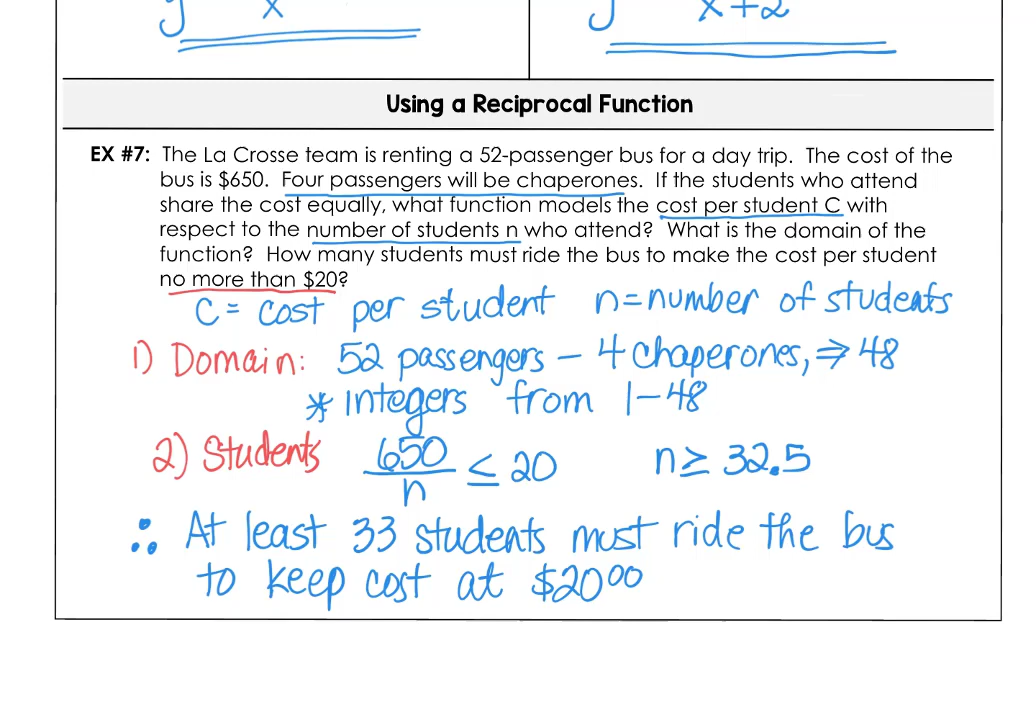 y x
y x+2
Using a Reciprocal Function
EX #7: The La Crosse team is renting a 52-passenger bus for a day trip. The cost of the
bus is $650. Four passengers will be chaperones. If the students who attend
share the cost equally, what function models the cost per student C with
respect to the number of students n who attend? What is the domain of the
function? How many students must ride the bus to make the cost per student
no more than $20?
C = cost per student n=number of students
1) Domain: 52 passengers – 4 chaperones, ⇒ 48
* integers from 1–48
2) Students 650/n ≤ 20 n ≥ 32.5
∴ At least 33 students must ride the bus
to keep cost at $20.00